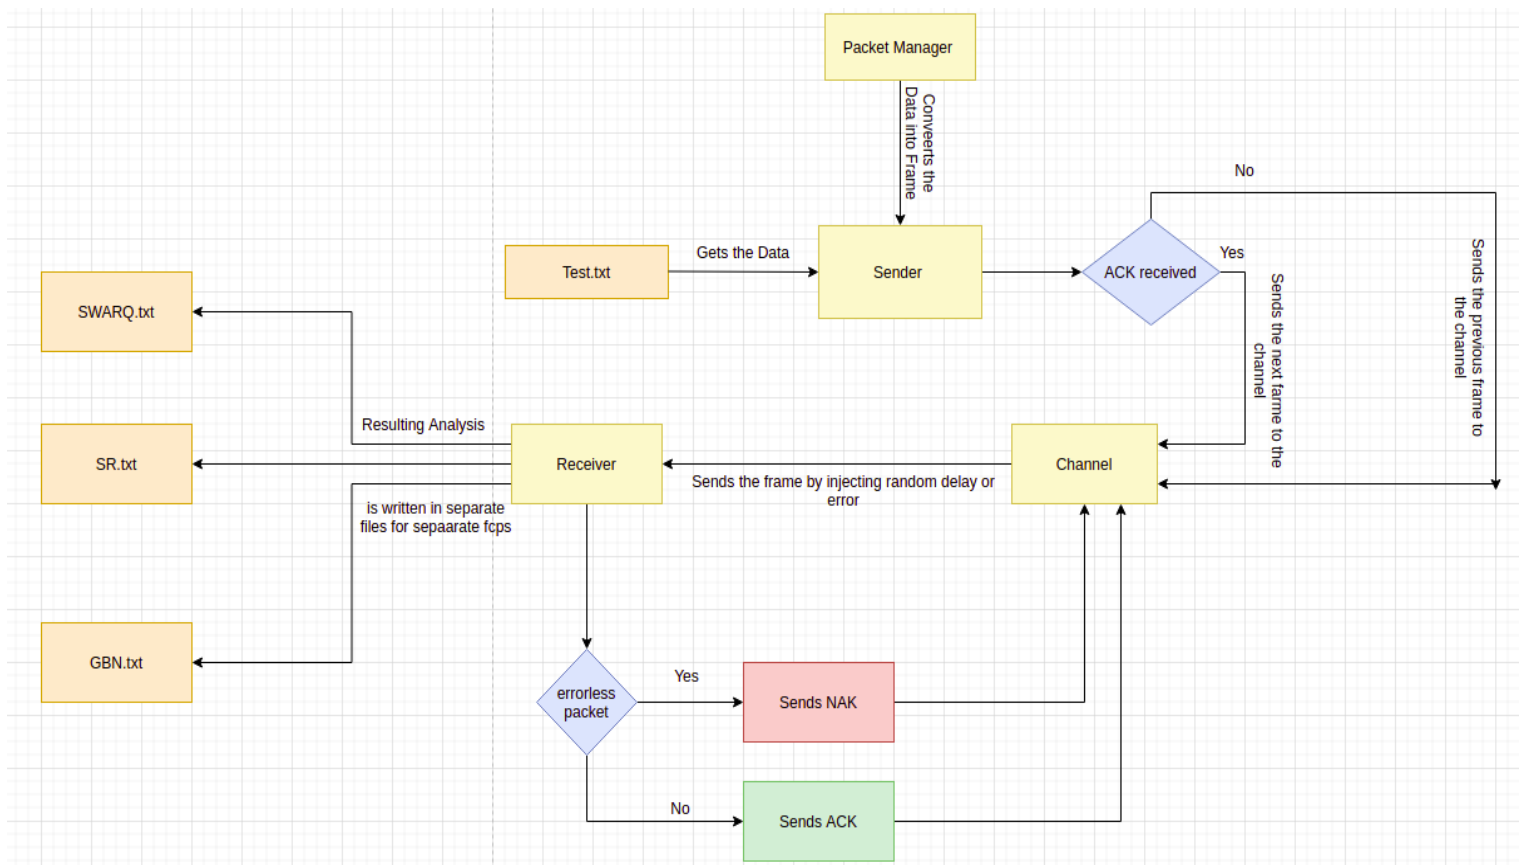 Packet Manager
Conveerts the
Data into Frame
No
Test.txt
Gets the Data
Sender
ACK received
Yes
Sends the next farme to the
channel
Sends the previous frame to
the channel
SWARQ.txt
Resulting Analysis
SR.txt
Receiver
Channel
Sends the frame by injecting random delay or
error
is written in separate
files for sepaarate fcps
GBN.txt
errorless
packet
Yes
Sends NAK
No
Sends ACK